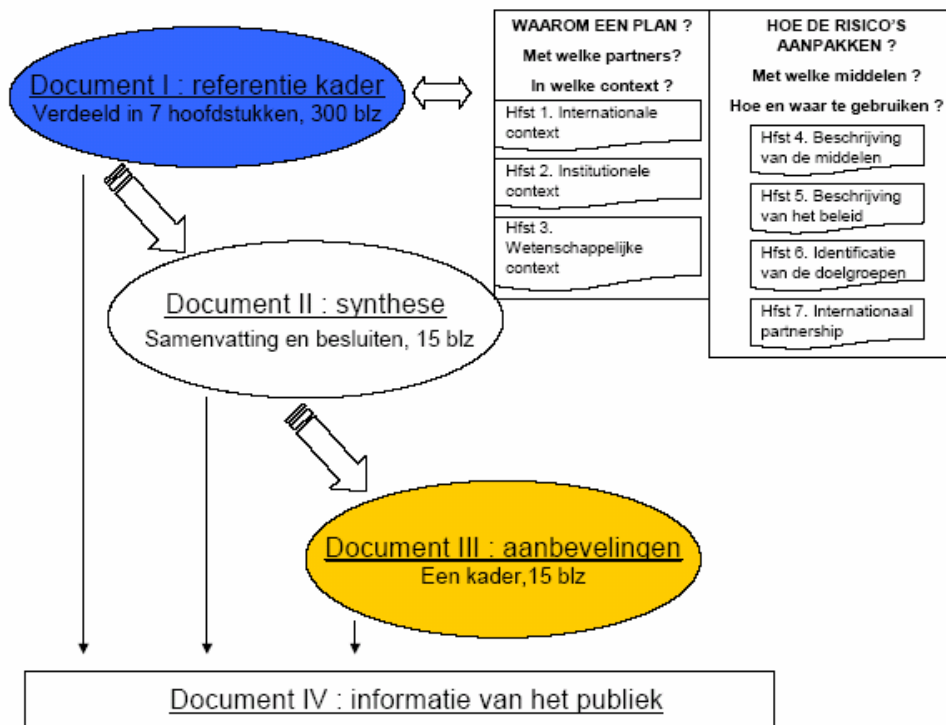 Document I : referentie kader
Verdeeld in 7 hoofdstukken, 300 blz
WAAROM EEN PLAN ?
Met welke partners?
In welke context ?
Hfst 1. Internationale
context
Hfst 2. Institutionele
context
Hfst 3.
Wetenschappelijke
context
HOE DE RISICO'S
AANPAKKEN ?
Met welke middelen ?
Hoe en waar te gebruiken ?
Hfst 4. Beschrijving
van de middelen
Hfst 5. Beschrijving
van het beleid
Hfst 6. Identificatie
van de doelgroepen
Hfst 7. Internationaal
partnership
Document II : synthese
Samenvatting en besluiten, 15 blz
Document III : aanbevelingen
Een kader,15 blz
Document IV : informatie van het publiek